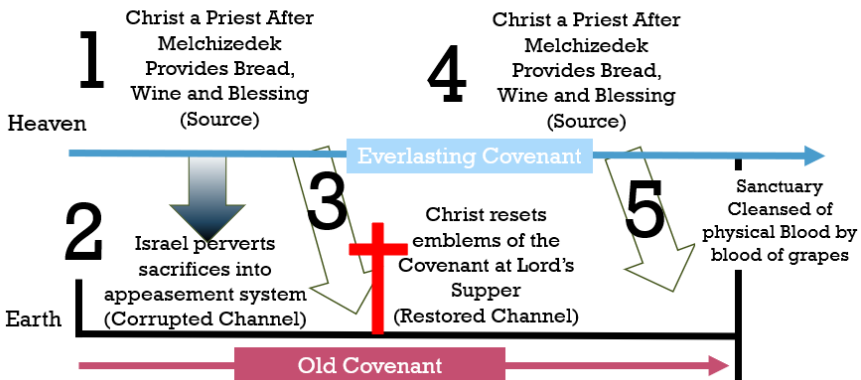 1
Christ a Priest After
Melchizedek
Provides Bread,
Wine and Blessing
(Source)
4
Christ a Priest After
Melchizedek
Provides Bread,
Wine and Blessing
(Source)
Heaven
Everlasting Covenant
2
Israel perverts
sacrifices into
appeasement system
(Corrupted Channel)
3
Christ resets
emblems of the
Covenant at Lord's
Supper
(Restored Channel)
5
Sanctuary
Cleansed of
physical Blood by
blood of grapes
Earth
Old Covenant